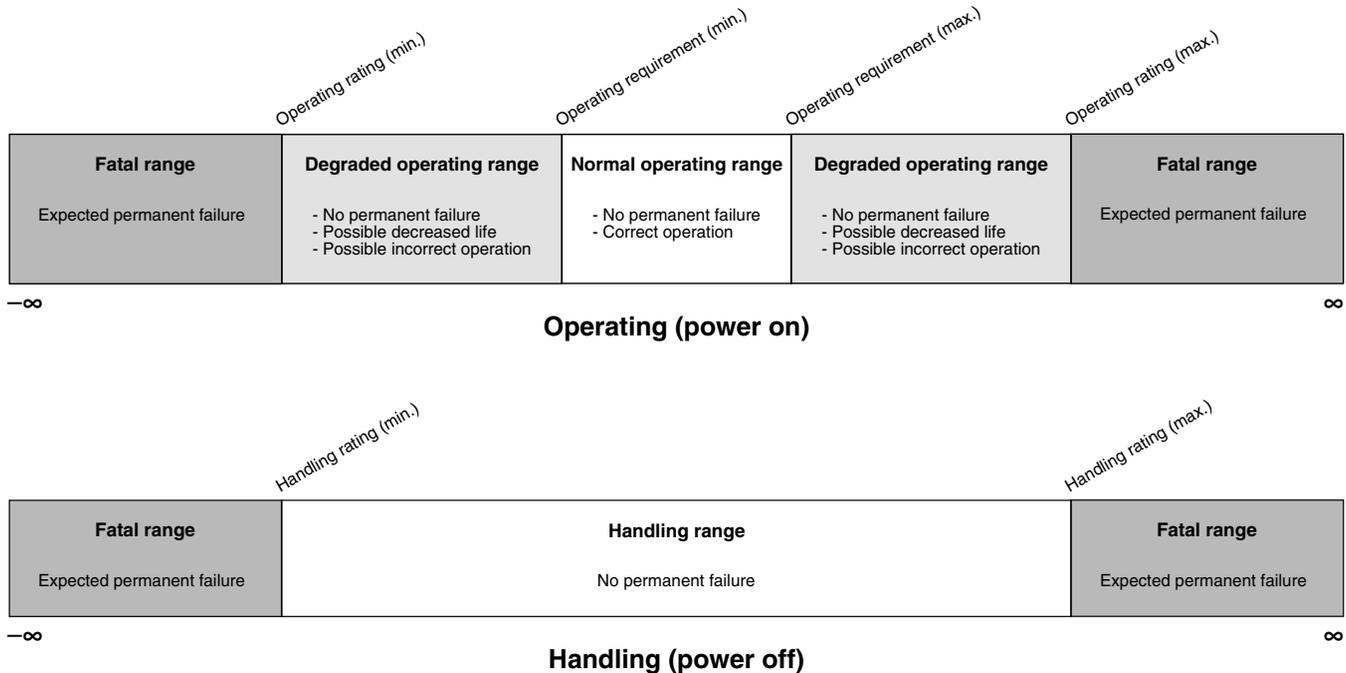 Operating rating (min.)
Operating requirement (min.)
Operating requirement (max.)
Operating rating (max.)
Fatal range
Expected permanent failure
Degraded operating range
- No permanent failure
- Possible decreased life
- Possible incorrect operation
Normal operating range
- No permanent failure
- Correct operation
Degraded operating range
- No permanent failure
- Possible decreased life
- Possible incorrect operation
Fatal range
Expected permanent failure
–∞
∞
Operating (power on)
Handling rating (min.)
Handling rating (max.)
Fatal range
Expected permanent failure
Handling range
No permanent failure
Fatal range
Expected permanent failure
–∞
∞
Handling (power off)